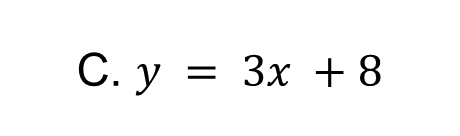 C. y = 3x + 8